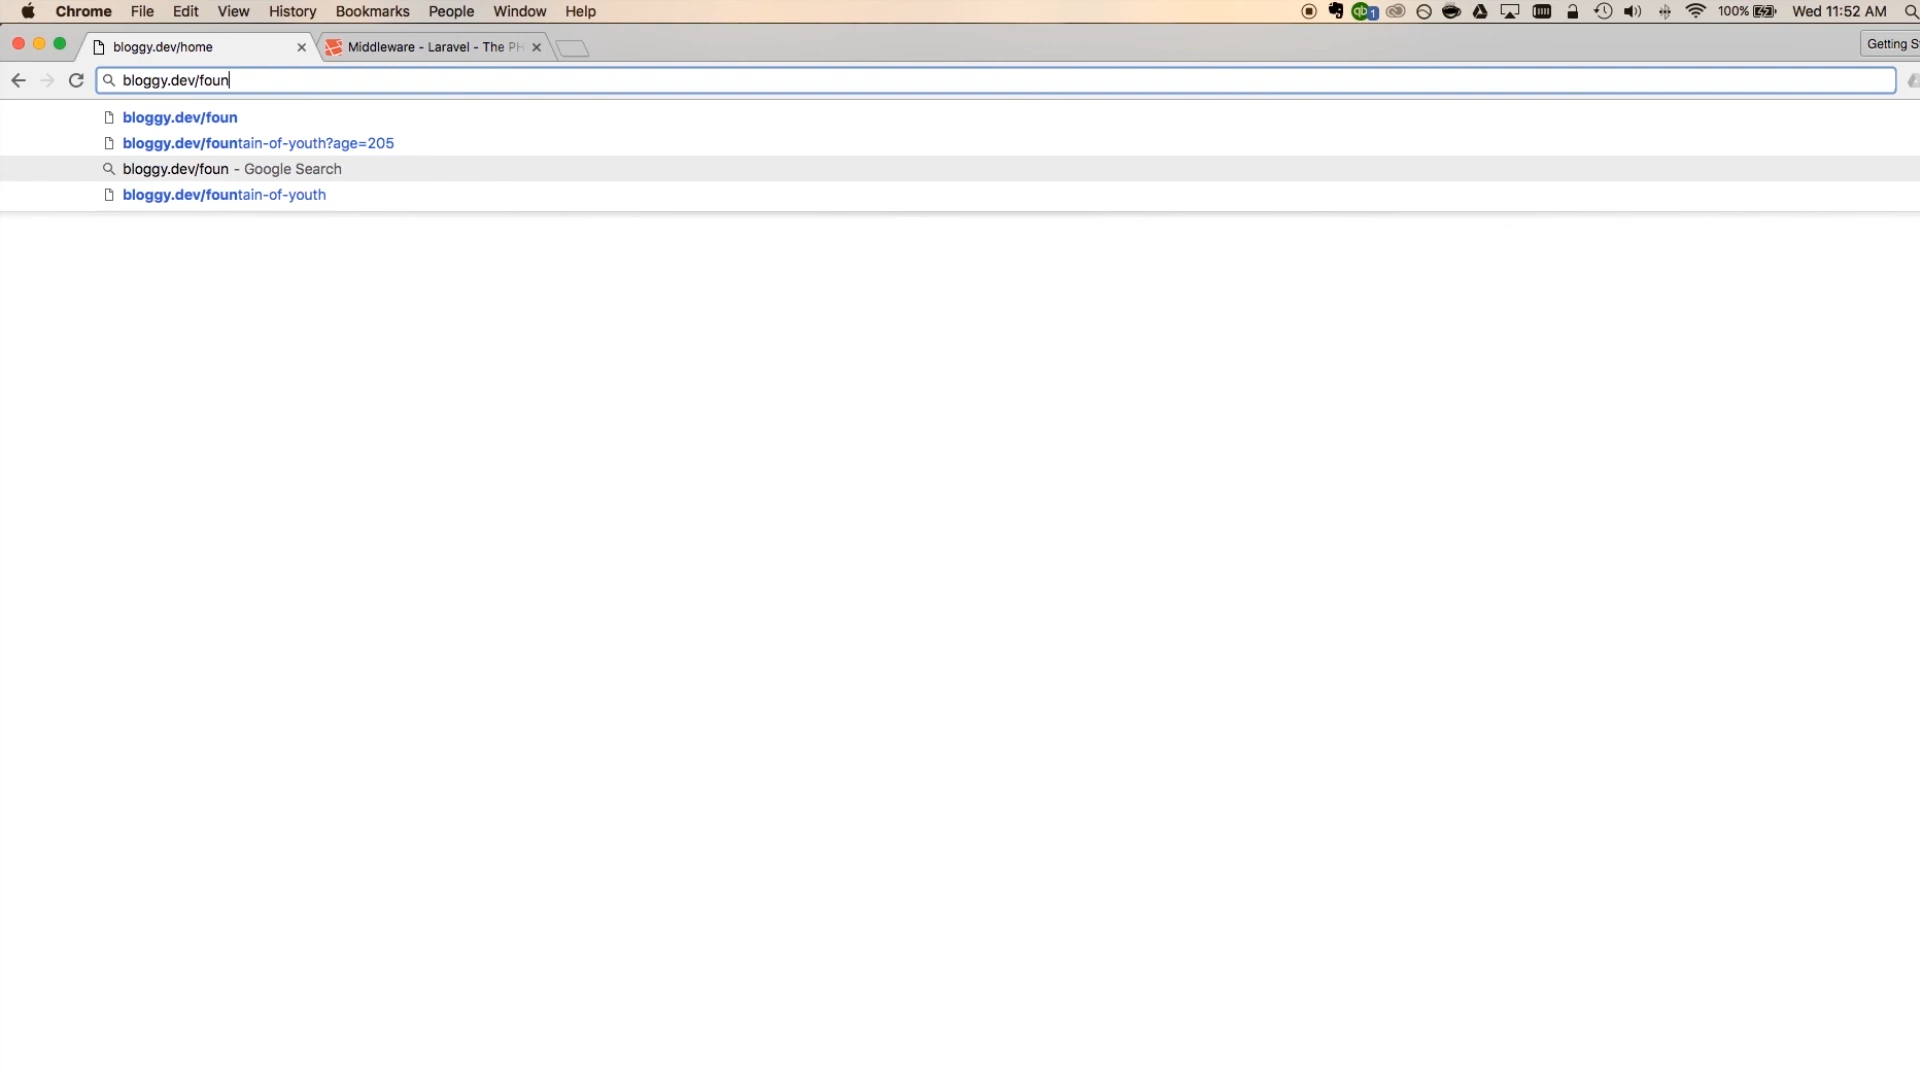 Chrome File Edit View History Bookmarks People Window Help 1 100% Wed 11:52 AM
bloggy.dev/home Middleware - Laravel - The PH Getting S
bloggy.dev/foun
bloggy.dev/foun
bloggy.dev/fountain-of-youth?age=205
bloggy.dev/foun - Google Search
bloggy.dev/fountain-of-youth